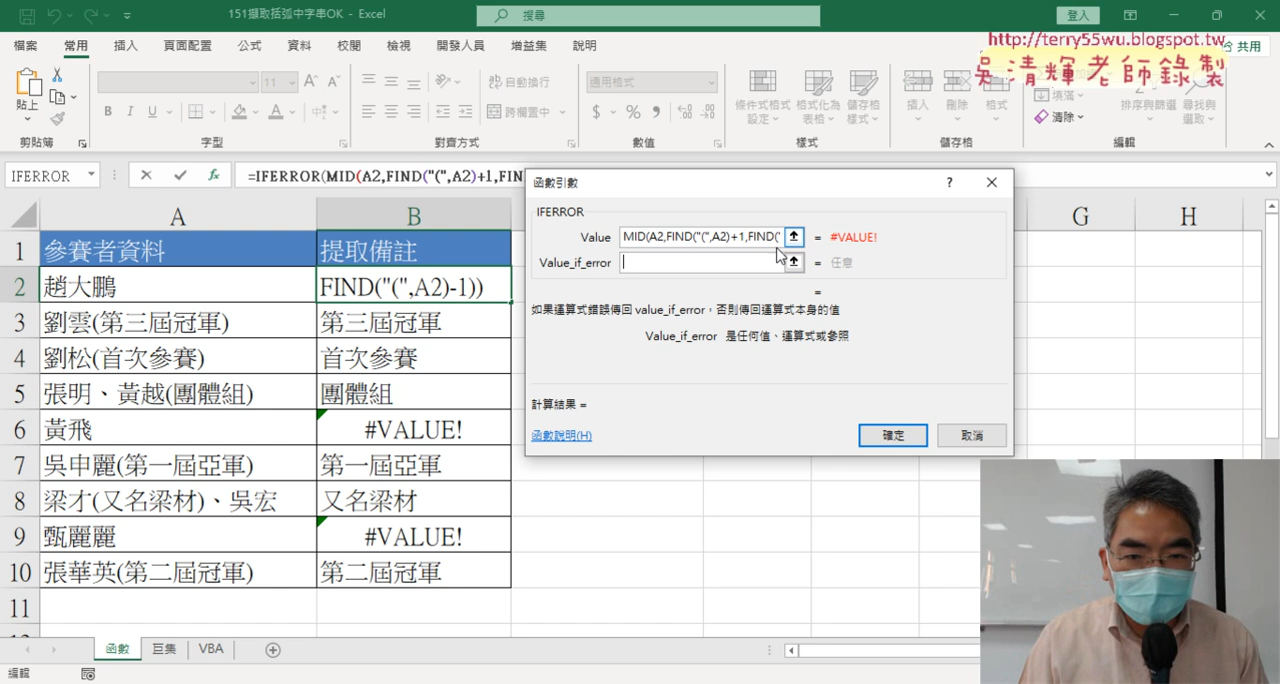 151擷取括弧中字串OK - Excel
搜尋
登入
檔案 常用 插入 頁面配置 公式 資料 校閱 檢視 開發人員 增益集 說明
共用
http://terry55wu.blogspot.tw
吳清輝老師錄製
貼上
11
自動換行
通用格式
B I U
跨欄置中
$ % 9
條件式格式設定 格式化為表格 儲存格樣式
插入 刪除 格式
填滿
清除
排序與篩選 尋找與選取
剪貼簿 字型 對齊方式 數值 樣式 儲存格 編輯
IFERROR
fx
=IFERROR(MID(A2,FIND("(",A2)+1,FIN
A B G H
1 參賽者資料 提取備註
2 趙大鵬 FIND("(",A2)-1))
3 劉雲(第三屆冠軍) 第三屆冠軍
4 劉松(首次參賽) 首次參賽
5 張明、黃越(團體組) 團體組
6 黃飛 #VALUE!
7 吳申麗(第一屆亞軍) 第一屆亞軍
8 梁才(又名梁材)、吳宏 又名梁材
9 甄麗麗 #VALUE!
10 張華英(第二屆冠軍) 第二屆冠軍
11
函數引數
?
IFERROR
Value MID(A2,FIND("(",A2)+1,FIND(" = #VALUE!
Value_if_error = 任意
=
如果運算式錯誤傳回 value_if_error，否則傳回運算式本身的值
Value_if_error 是任何值、運算式或參照
計算結果 =
函數說明(H)
確定 取消
函數 巨集 VBA
編輯